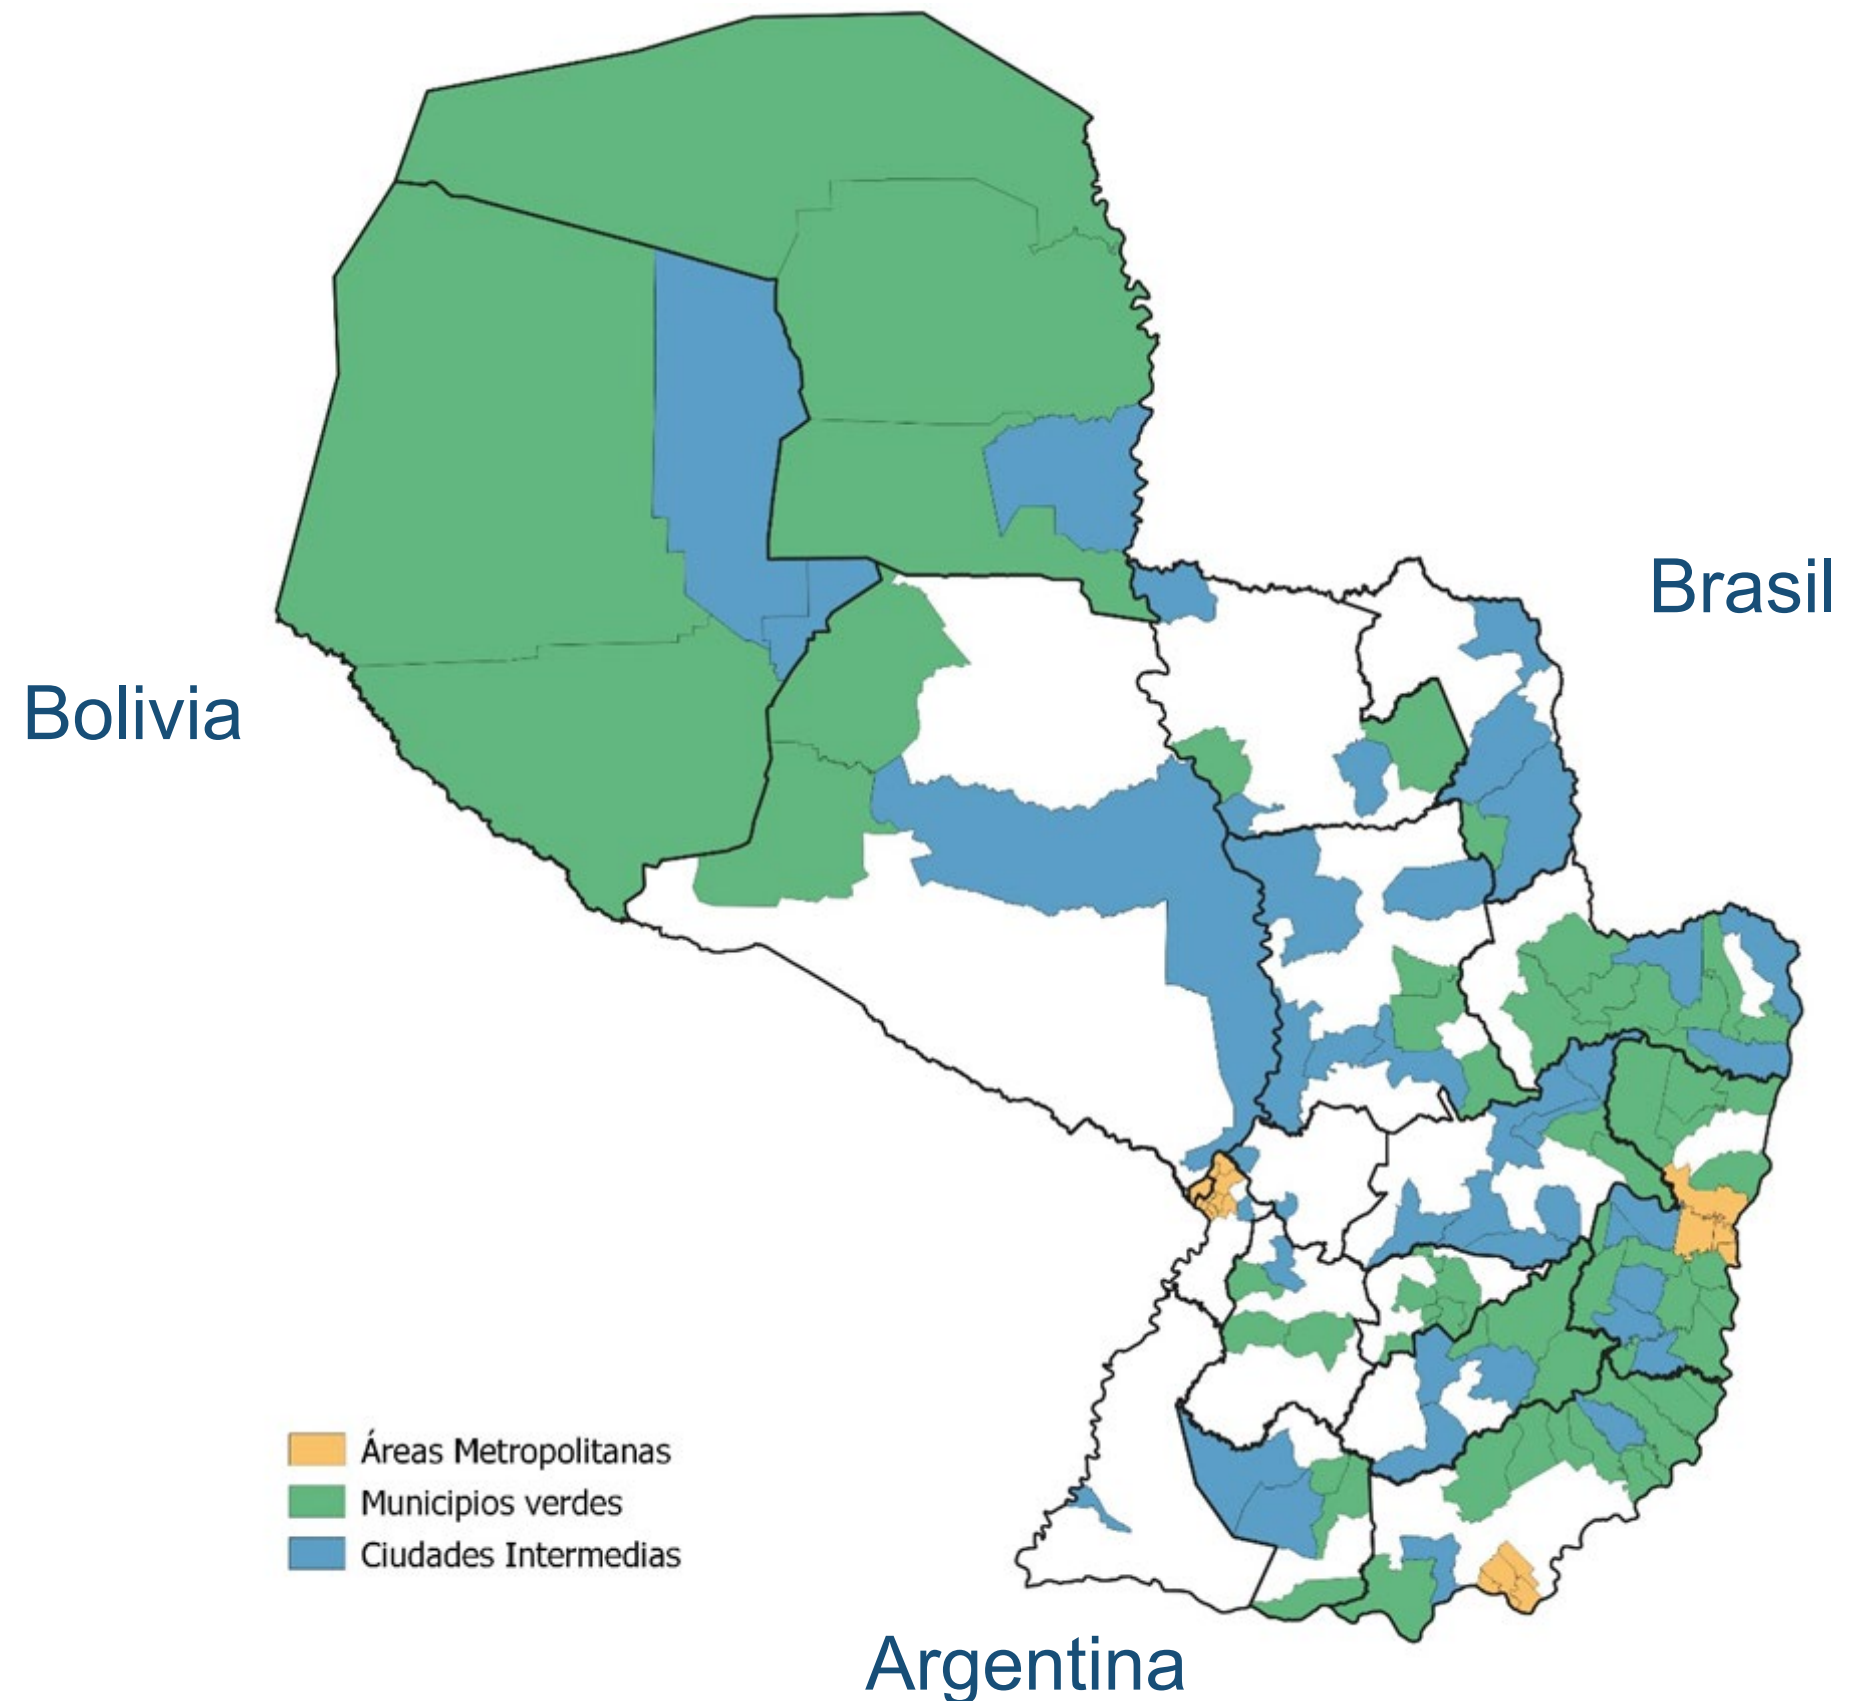 Brasil
Bolivia
Áreas Metropolitanas
Municipios verdes
Ciudades Intermedias
Argentina